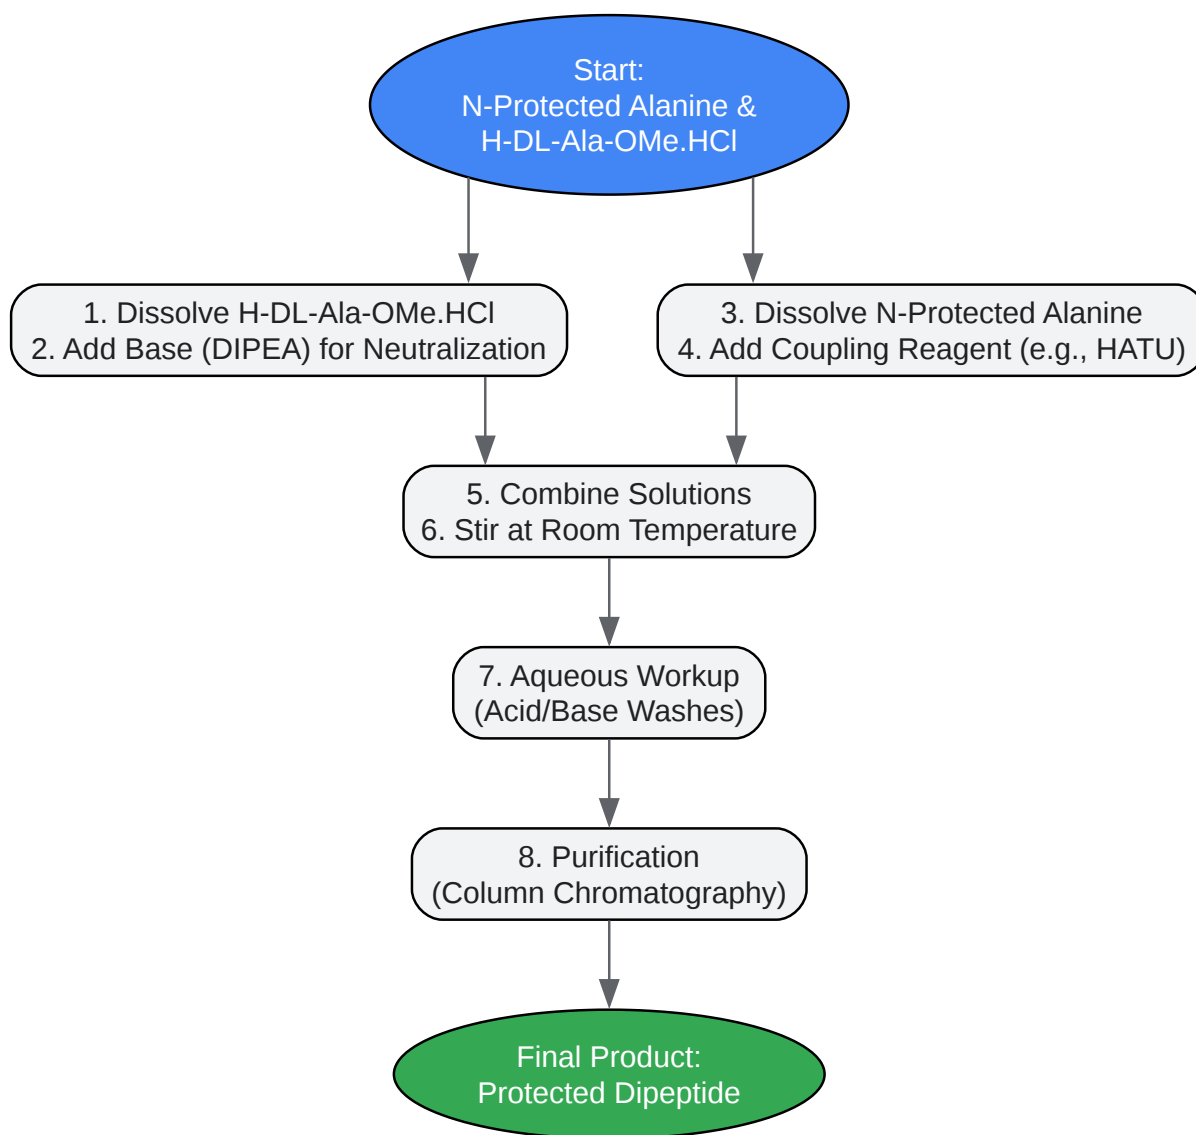 Start:
N-Protected Alanine &
H-DL-Ala-OMe.HCl
1. Dissolve H-DL-Ala-OMe.HCl
2. Add Base (DIPEA) for Neutralization
3. Dissolve N-Protected Alanine
4. Add Coupling Reagent (e.g., HATU)
5. Combine Solutions
6. Stir at Room Temperature
7. Aqueous Workup
(Acid/Base Washes)
8. Purification
(Column Chromatography)
Final Product:
Protected Dipeptide